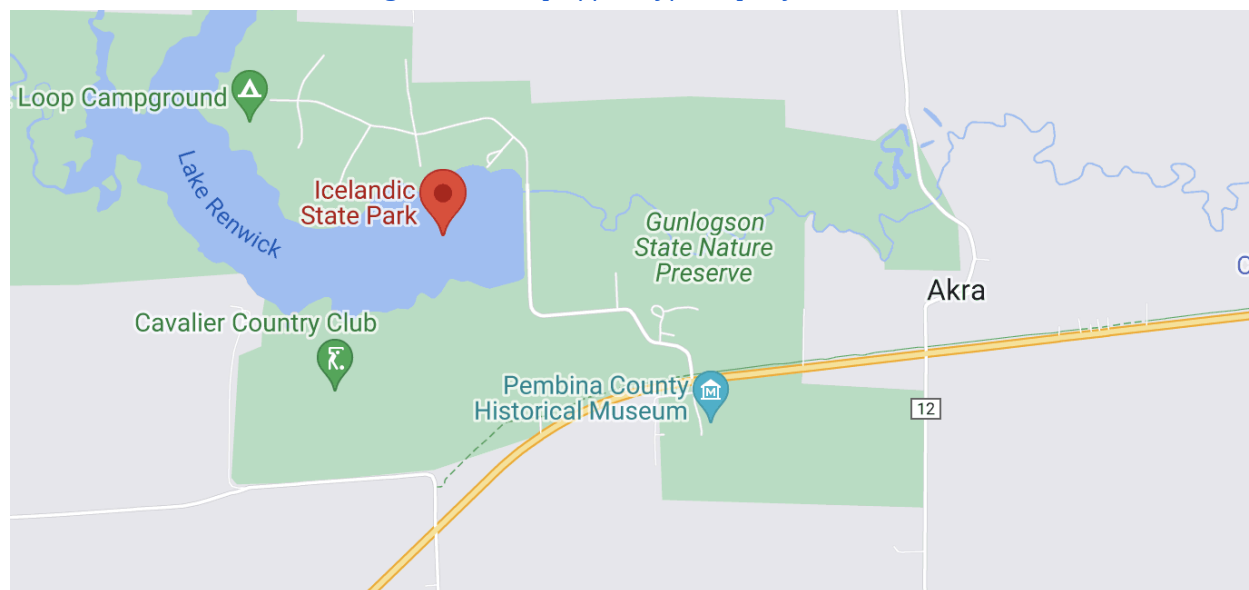 Loop Campground
Lake Renwick
Icelandic
State Park
Gunlogson
State Nature
Preserve
Akra
Cavalier Country Club
Pembina County
Historical Museum
12